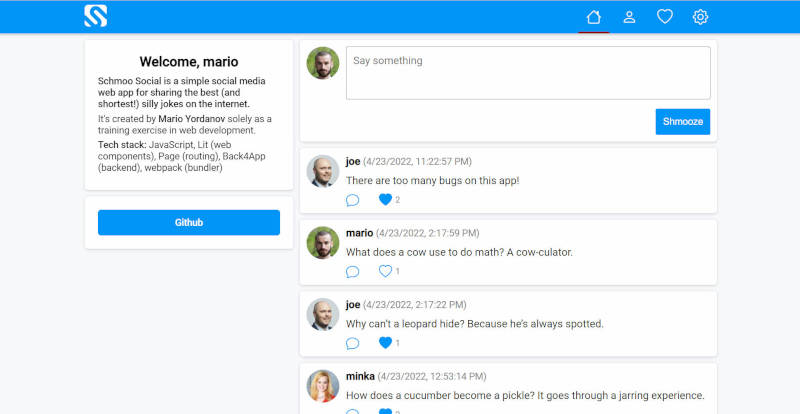 Welcome, mario
Schmoo Social is a simple social media
web app for sharing the best (and
shortest!) silly jokes on the internet.
It's created by Mario Yordanov solely as a
training exercise in web development.
Tech stack: JavaScript, Lit (web
components), Page (routing), Back4App
(backend), webpack (bundler)
Github
Say something
Shmooze
joe (4/23/2022, 11:22:57 PM)
There are too many bugs on this app!
2
mario (4/23/2022, 2:17:59 PM)
What does a cow use to do math? A cow-culator.
1
joe (4/23/2022, 2:17:22 PM)
Why can't a leopard hide? Because he's always spotted.
1
minka (4/23/2022, 12:53:14 PM)
How does a cucumber become a pickle? It goes through a jarring experience.